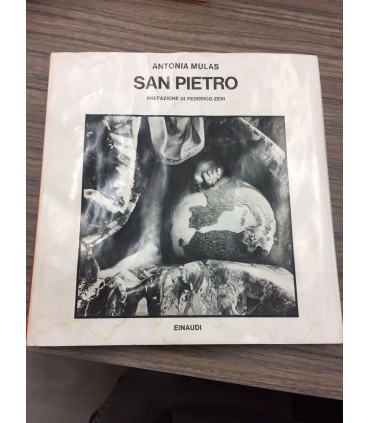 ANTONIA MULAS
SAN PIETRO
PREFAZIONE DI FEDERICO ZERI
EINAUDI